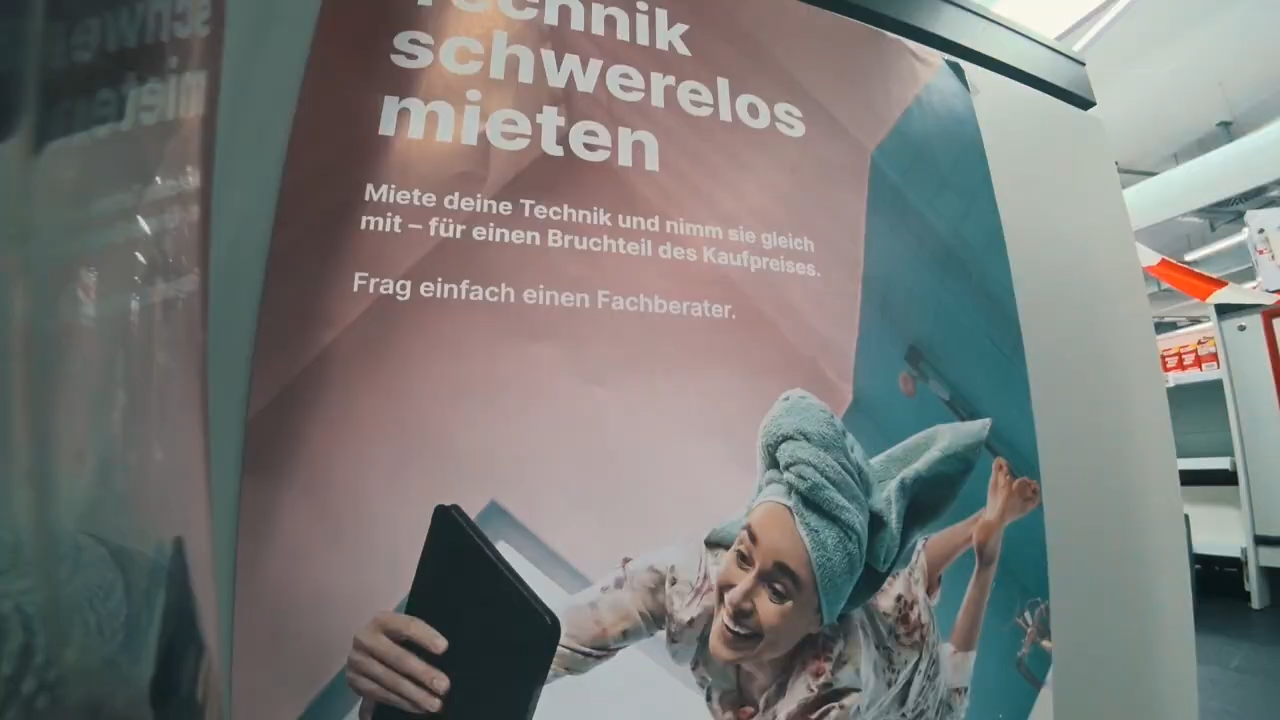 Technik
schwerelos
mieten
Miete deine Technik und nimm sie gleich
mit – für einen Bruchteil des Kaufpreises.
Frag einfach einen Fachberater.